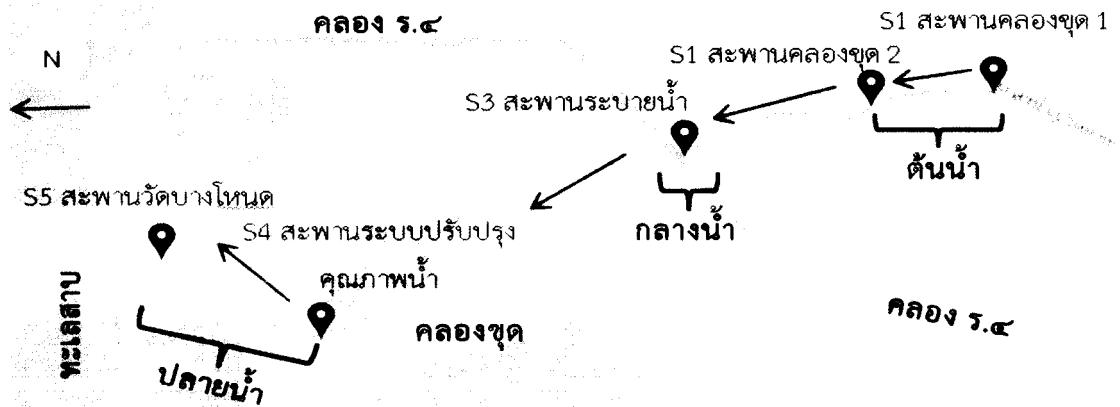 คลอง ร.๔
S1 สะพานคลองขุด 1
N
S1 สะพานคลองขุด 2
S3 สะพานระบายน้ำ
ต้นน้ำ
S5 สะพานวัดบางโหนด
S4 สะพานระบบปรับปรุง
คุณภาพน้ำ
กลางน้ำ
ทะเลสาบ
คลองขุด
คลอง ร.๔
ปลายน้ำ